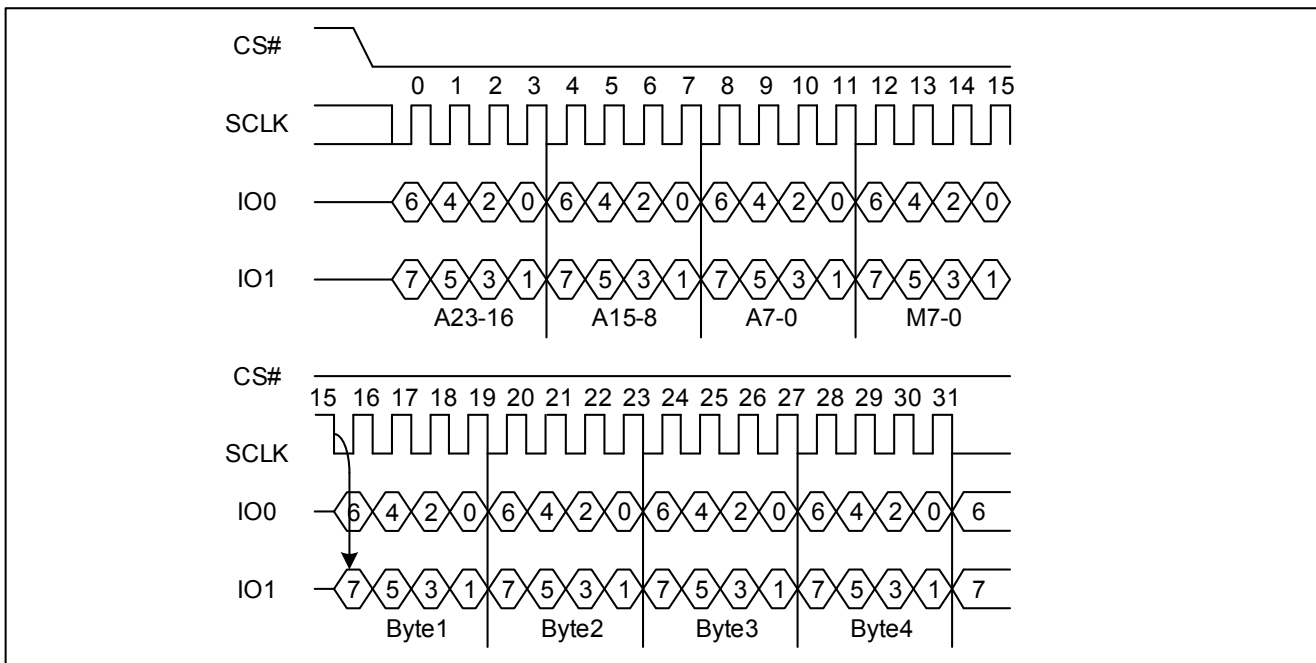 CS#
0 1 2 3 4 5 6 7 8 9 10 11 12 13 14 15
SCLK
IO0 6 4 2 0 6 4 2 0 6 4 2 0 6 4 2 0
IO1 7 5 3 1 7 5 3 1 7 5 3 1 7 5 3 1
A23-16 A15-8 A7-0 M7-0
CS#
15 16 17 18 19 20 21 22 23 24 25 26 27 28 29 30 31
SCLK
IO0 6 4 2 0 6 4 2 0 6 4 2 0 6 4 2 0 6
IO1 7 5 3 1 7 5 3 1 7 5 3 1 7 5 3 1 7
Byte1 Byte2 Byte3 Byte4